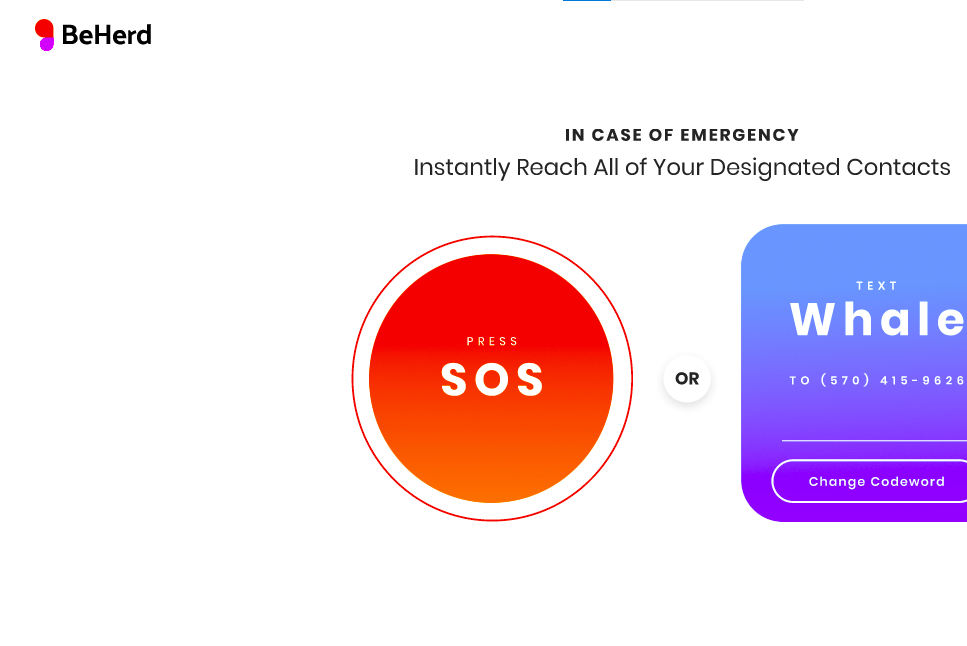 BeHerd
IN CASE OF EMERGENCY
Instantly Reach All of Your Designated Contacts
PRESS
SOS
OR
TEXT
Whale
TO (570) 415-9626
Change Codeword